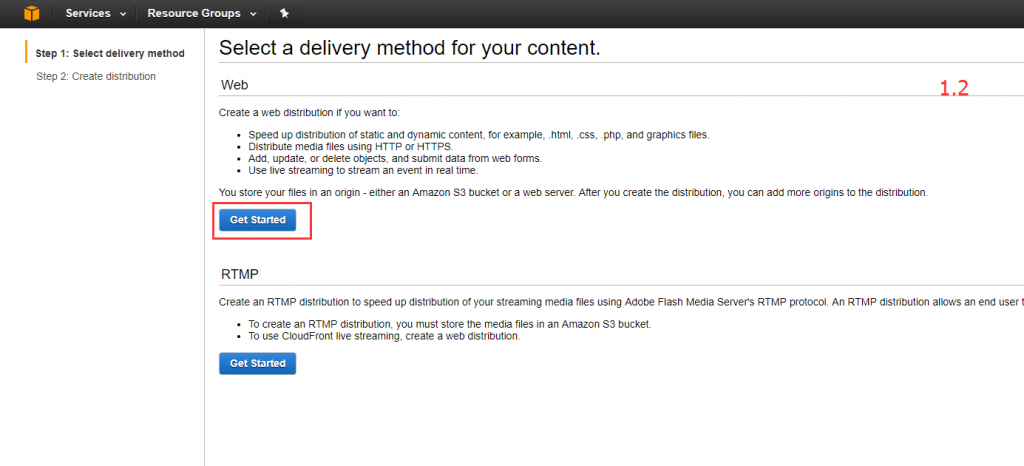 Services Resource Groups
Step 1: Select delivery method
Step 2: Create distribution
Select a delivery method for your content.
Web
1.2
Create a web distribution if you want to:
• Speed up distribution of static and dynamic content, for example, .html, .css, .php, and graphics files.
• Distribute media files using HTTP or HTTPS.
• Add, update, or delete objects, and submit data from web forms.
• Use live streaming to stream an event in real time.
You store your files in an origin - either an Amazon S3 bucket or a web server. After you create the distribution, you can add more origins to the distribution.
Get Started
RTMP
Create an RTMP distribution to speed up distribution of your streaming media files using Adobe Flash Media Server's RTMP protocol. An RTMP distribution allows an end user t
• To create an RTMP distribution, you must store the media files in an Amazon S3 bucket.
• To use CloudFront live streaming, create a web distribution.
Get Started